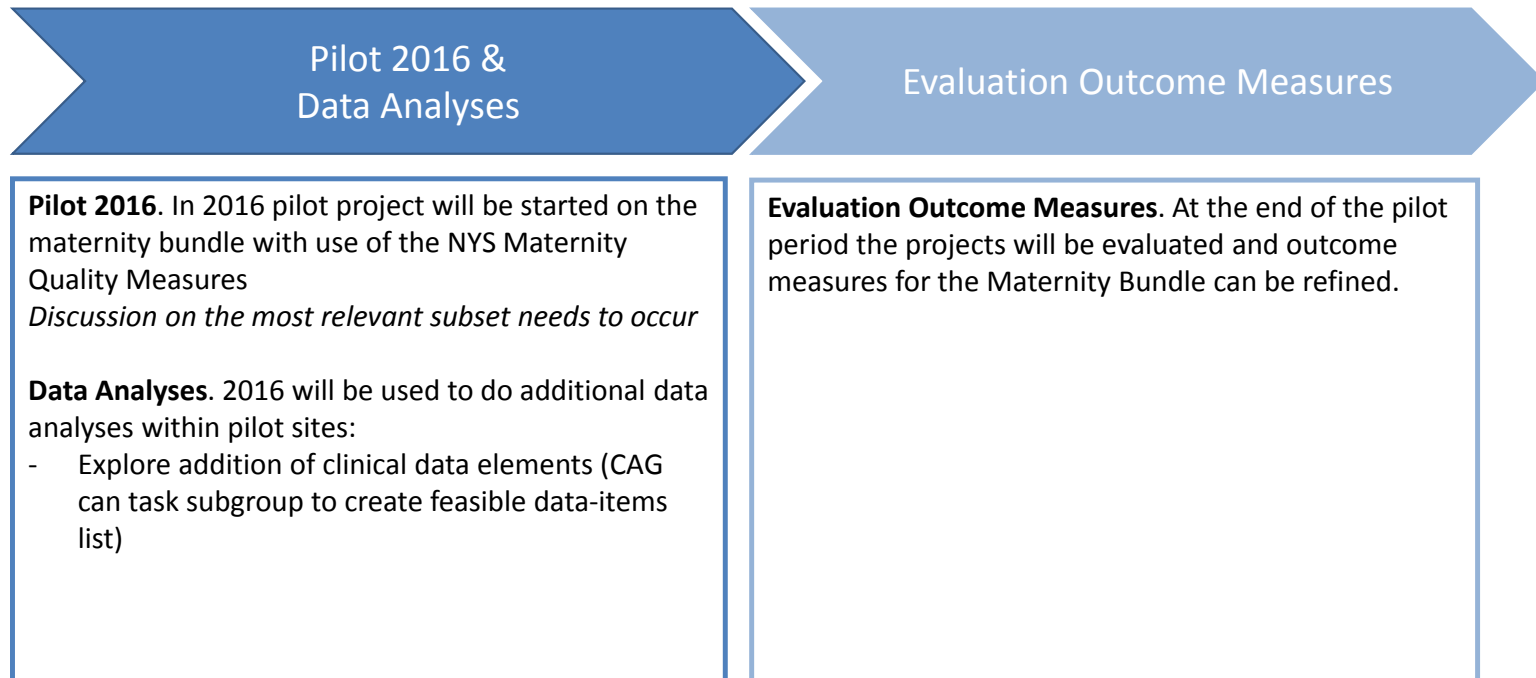 Pilot 2016 &
Data Analyses
Evaluation Outcome Measures
Pilot 2016. In 2016 pilot project will be started on the
maternity bundle with use of the NYS Maternity
Quality Measures
Discussion on the most relevant subset needs to occur
Data Analyses. 2016 will be used to do additional data
analyses within pilot sites:
- Explore addition of clinical data elements (CAG
can task subgroup to create feasible data-items
list)
Evaluation Outcome Measures. At the end of the pilot
period the projects will be evaluated and outcome
measures for the Maternity Bundle can be refined.